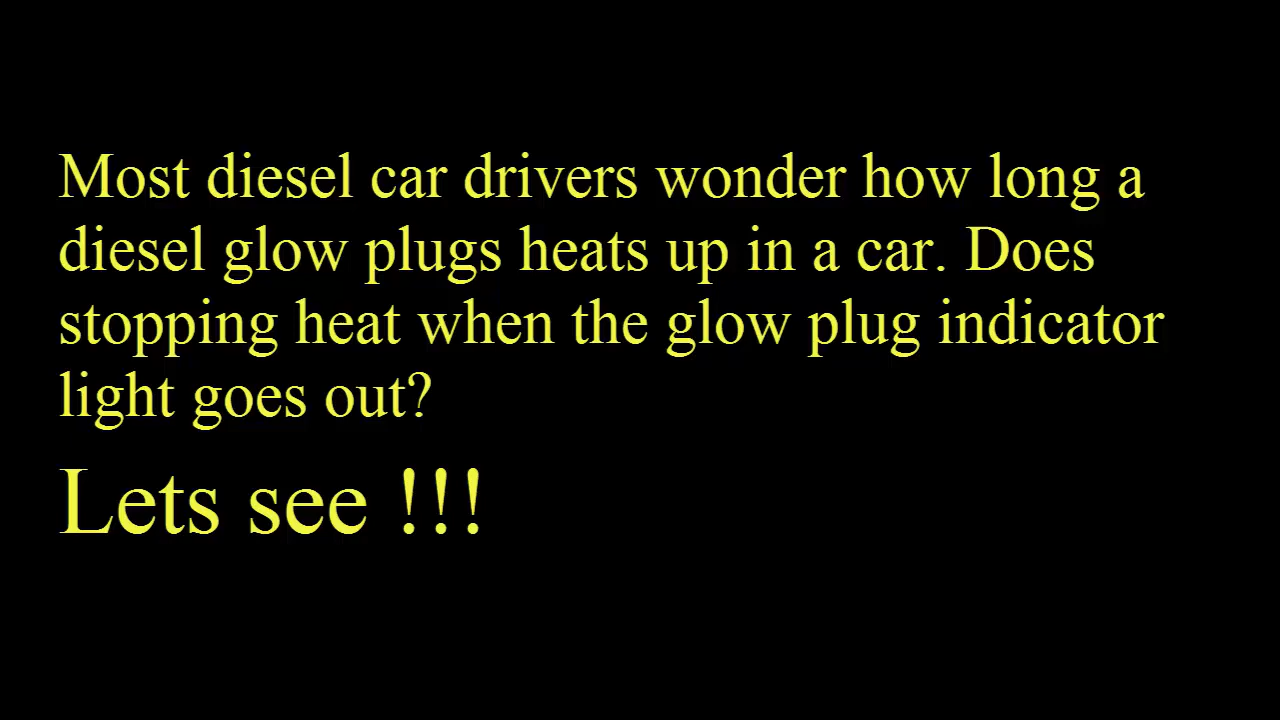 Most diesel car drivers wonder how long a
diesel glow plugs heats up in a car. Does
stopping heat when the glow plug indicator
light goes out?
Lets see !!!